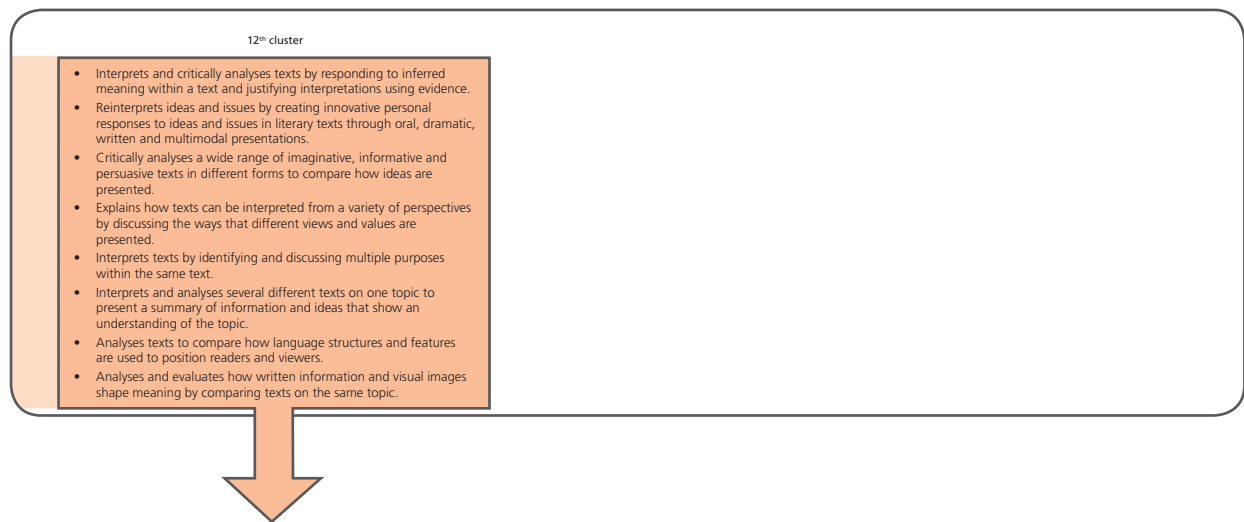 12th cluster
• Interprets and critically analyses texts by responding to inferred
meaning within a text and justifying interpretations using evidence.
• Reinterprets ideas and issues by creating innovative personal
responses to ideas and issues in literary texts through oral, dramatic,
written and multimodal presentations.
• Critically analyses a wide range of imaginative, informative and
persuasive texts in different forms to compare how ideas are
presented.
• Explains how texts can be interpreted from a variety of perspectives
by discussing the ways that different views and values are
presented.
• Interprets texts by identifying and discussing multiple purposes
within the same text.
• Interprets and analyses several different texts on one topic to
present a summary of information and ideas that show an
understanding of the topic.
• Analyses texts to compare how language structures and features
are used to position readers and viewers.
• Analyses and evaluates how written information and visual images
shape meaning by comparing texts on the same topic.